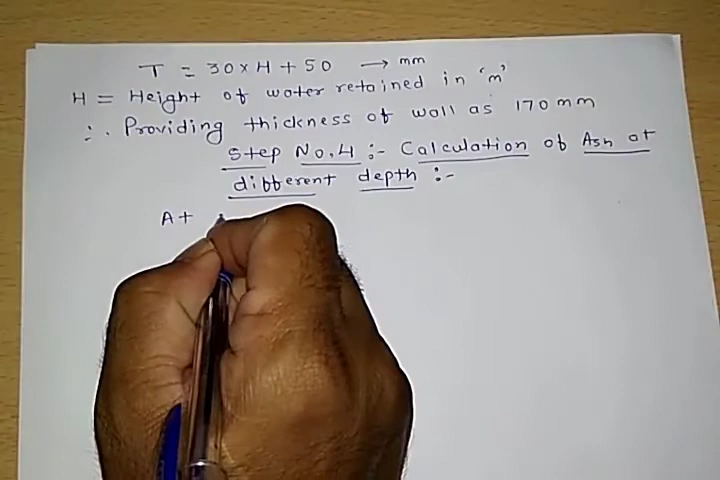 T = 30 × H + 50 → mm
H = Height of water retained in 'm'
∴ Providing thickness of wall as 170 mm
Step No. 4 :- Calculation of Ash at
different depth :-
At